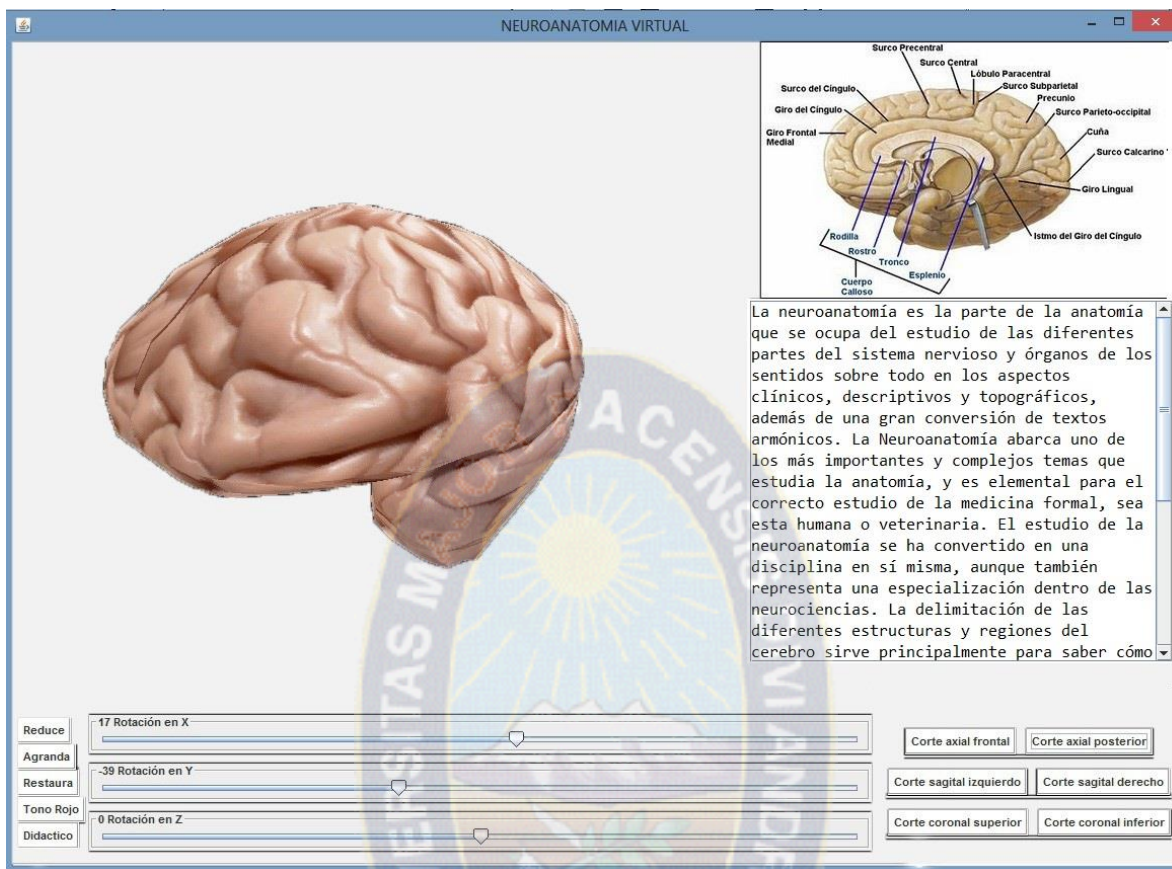 NEUROANATOMIA VIRTUAL
Surco Precentral
Surco Central
Lóbulo Paracentral
Surco Subparietal
Precunio
Surco Parieto-occipital
Cuña
Surco Calcarino
Giro Lingual
Istmo del Giro del Cíngulo
Surco del Cíngulo
Giro del Cíngulo
Giro Frontal
Medial
Rodilla
Rostro
Tronco
Esplenio
Cuerpo
Calloso
La neuroanatomía es la parte de la anatomía
que se ocupa del estudio de las diferentes
partes del sistema nervioso y órganos de los
sentidos sobre todo en los aspectos
clínicos, descriptivos y topográficos,
además de una gran conversión de textos
armónicos. La Neuroanatomía abarca uno de
los más importantes y complejos temas que
estudia la anatomía, y es elemental para el
correcto estudio de la medicina formal, sea
esta humana o veterinaria. El estudio de la
neuroanatomía se ha convertido en una
disciplina en sí misma, aunque también
representa una especialización dentro de las
neurociencias. La delimitación de las
diferentes estructuras y regiones del
cerebro sirve principalmente para saber cómo
Reduce
Agranda
Restaura
Tono Rojo
Didactico
17 Rotación en X
-39 Rotación en Y
0 Rotación en Z
Corte axial frontal
Corte axial posterior
Corte sagital izquierdo
Corte sagital derecho
Corte coronal superior
Corte coronal inferior